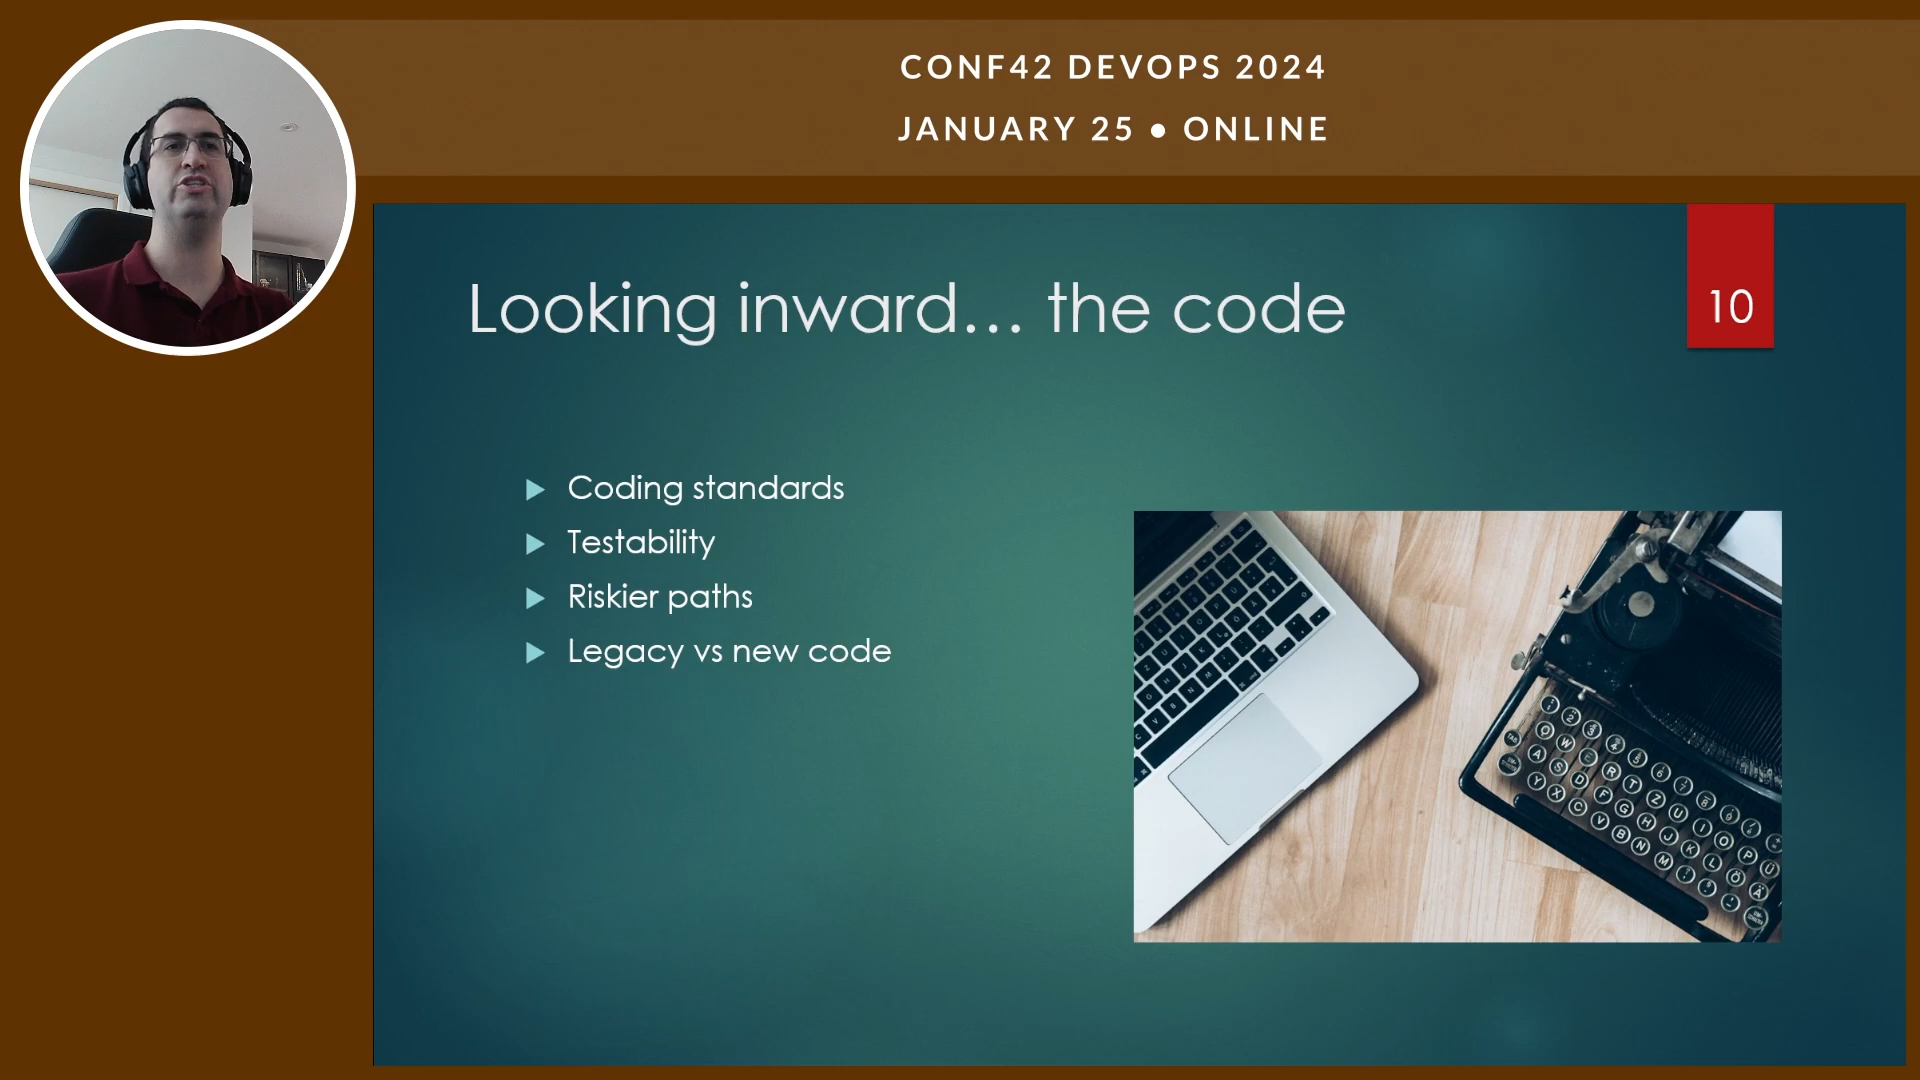 CONF42 DEVOPS 2024
JANUARY 25 • ONLINE
Looking inward... the code
10
Coding standards
Testability
Riskier paths
Legacy vs new code